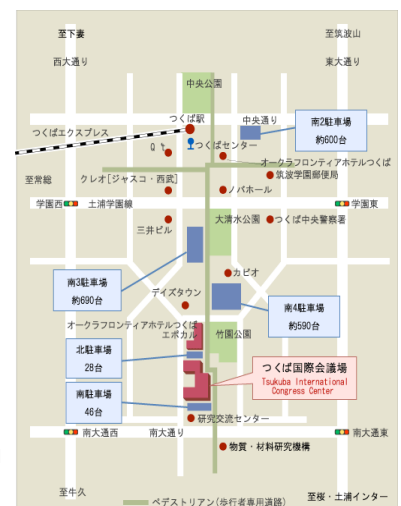 至下妻
至筑波山
西大通り
東大通り
中央公園
つくば駅
中央通り
南2駐車場
約600台
つくばエクスプレス
つくばセンター
Q t
オークラフロンティアホテルつくば
クレオ[ジャスコ・西武]
筑波学園郵便局
至常総
ノバホール
学園西
土浦学園線
学園東
大清水公園
つくば中央警察署
三井ビル
カピオ
南3駐車場
約690台
デイズタウン
南4駐車場
約590台
オークラフロンティアホテルつくば
エポカル
竹園公園
北駐車場
28台
つくば国際会議場
Tsukuba International
Congress Center
南駐車場
46台
研究交流センター
南大通西
南大通り
南大通東
物質・材料研究機構
至牛久
至桜・土浦インター
ペデストリアン(歩行者専用道路)